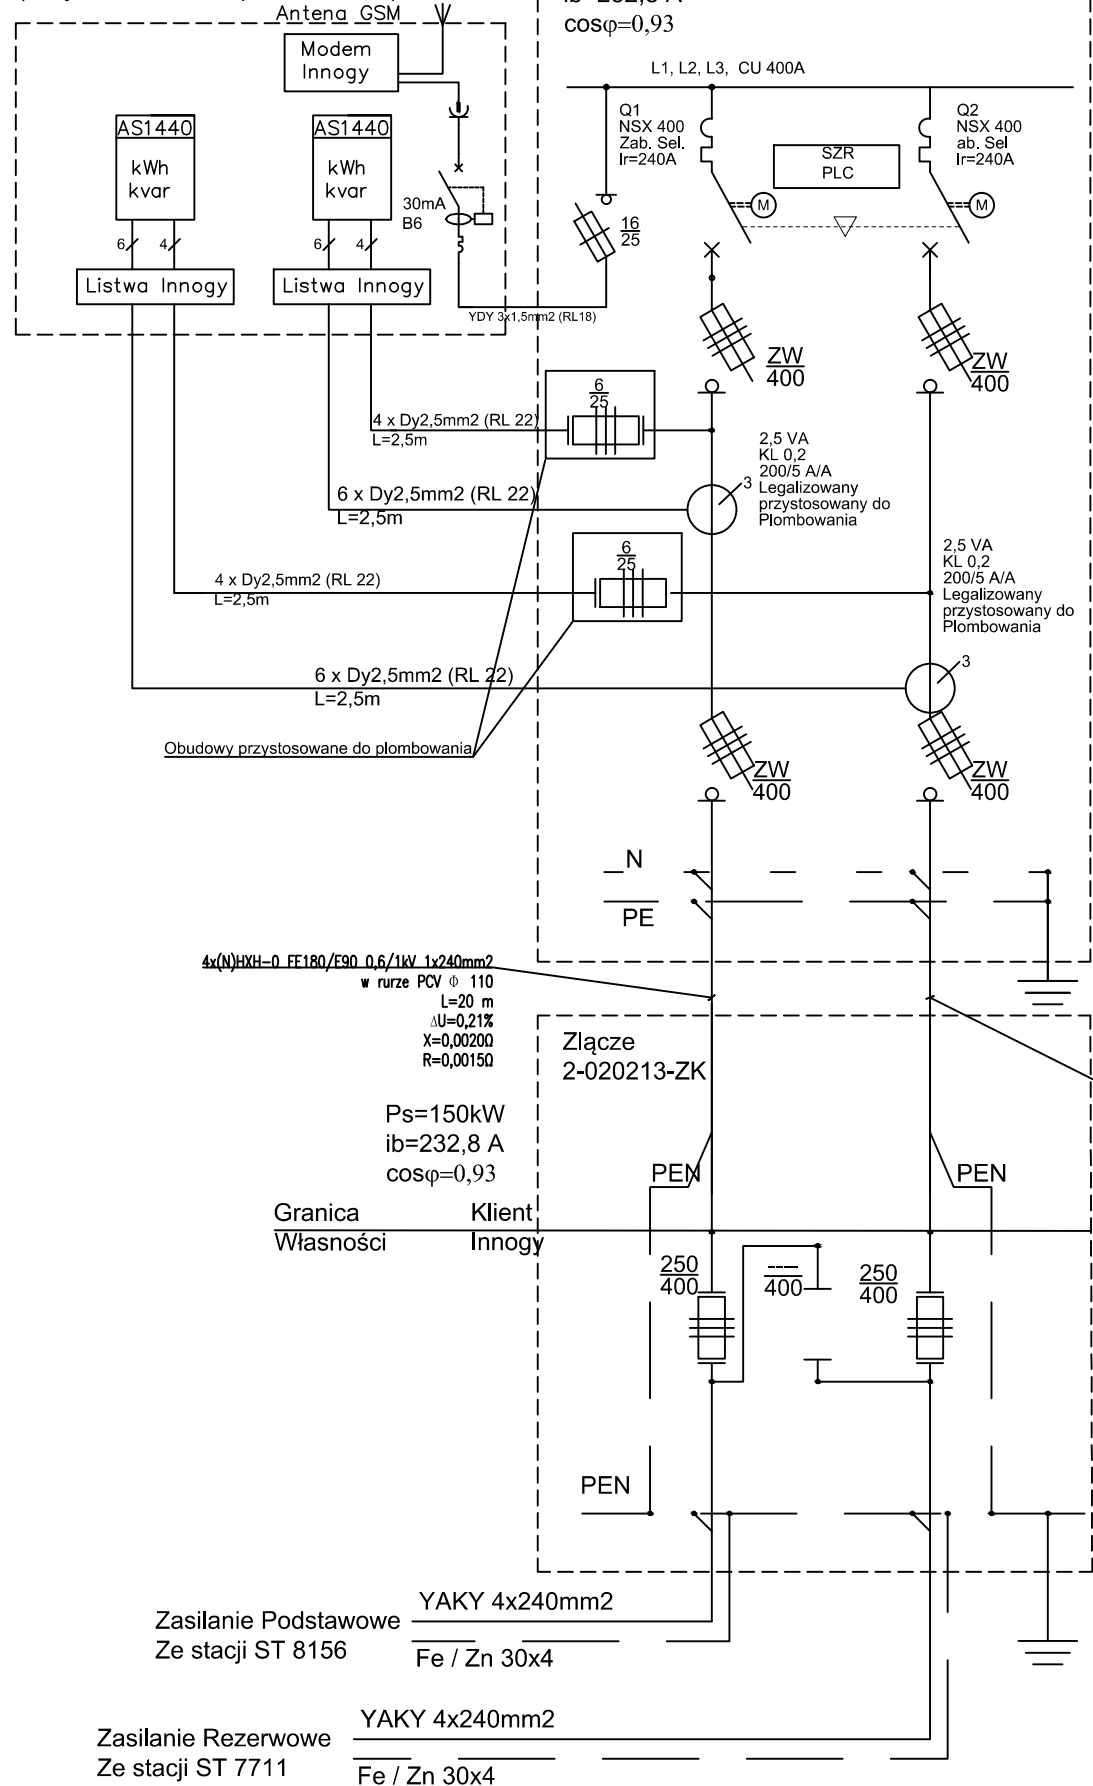 Antena GSM
Modem
Innogy
AS1440
kWh
kvar
6
4
Listwa Innogy
AS1440
kWh
kvar
6
4
Listwa Innogy
30mA
B6
YDY 3x1,5mm2 (RL18)
cosφ=0,93
L1, L2, L3, CU 400A
Q1
NSX 400
Zab. Sel.
Ir=240A
SZR
PLC
Q2
NSX 400
ab. Sel
Ir=240A
M
M
16
25
ZW
400
ZW
400
6
25
4 x Dy2,5mm2 (RL 22)
L=2,5m
2,5 VA
KL 0,2
200/5 A/A
Legalizowany
przystosowany do
Plombowania
3
6 x Dy2,5mm2 (RL 22)
L=2,5m
6
25
4 x Dy2,5mm2 (RL 22)
L=2,5m
2,5 VA
KL 0,2
200/5 A/A
Legalizowany
przystosowany do
Plombowania
3
6 x Dy2,5mm2 (RL 22)
L=2,5m
Obudowy przystosowane do plombowania
ZW
400
ZW
400
N
PE
4x(N)HXH-0 FE180/E90 0,6/1kV 1x240mm2
w rurze PCV Φ 110
L=20 m
ΔU=0,21%
X=0,0020Ω
R=0,0015Ω
Zlącze
2-020213-ZK
Ps=150kW
ib=232,8 A
cosφ=0,93
PEN
PEN
Granica Klient
Własności Innogy
250
400
---
400
250
400
PEN
YAKY 4x240mm2
Zasilanie Podstawowe
Ze stacji ST 8156
Fe / Zn 30x4
YAKY 4x240mm2
Zasilanie Rezerwowe
Ze stacji ST 7711
Fe / Zn 30x4